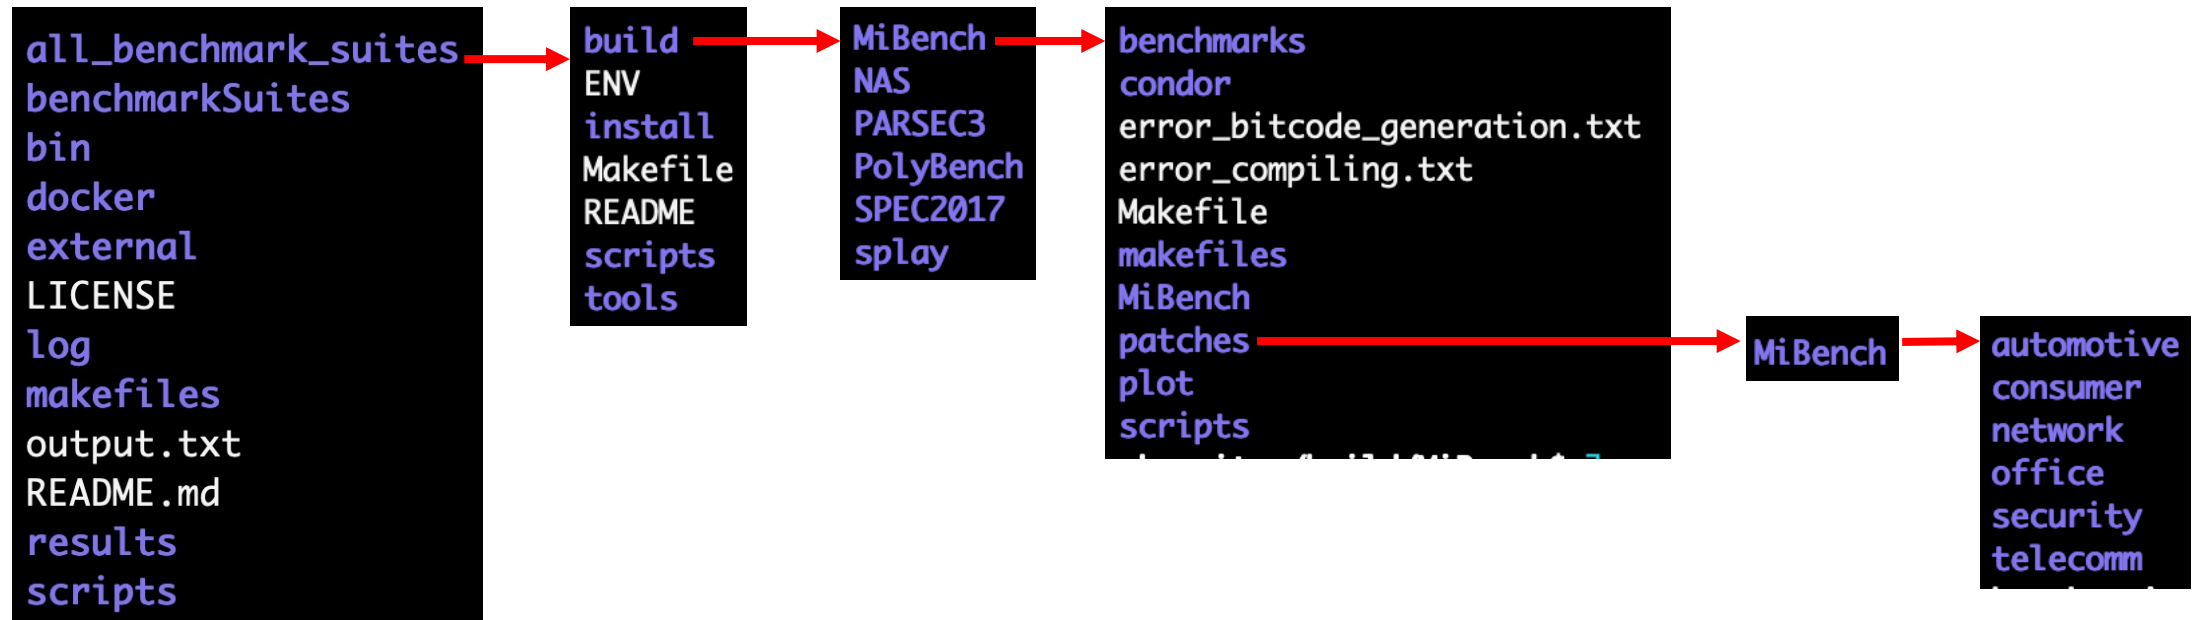 all_benchmark_suites
benchmarkSuites
bin
docker
external
LICENSE
log
makefiles
output.txt
README.md
results
scripts
build
ENV
install
Makefile
README
scripts
tools
MiBench
NAS
PARSEC3
PolyBench
SPEC2017
splay
benchmarks
condor
error_bitcode_generation.txt
error_compiling.txt
Makefile
makefiles
MiBench
patches
plot
scripts
MiBench
automotive
consumer
network
office
security
telecomm